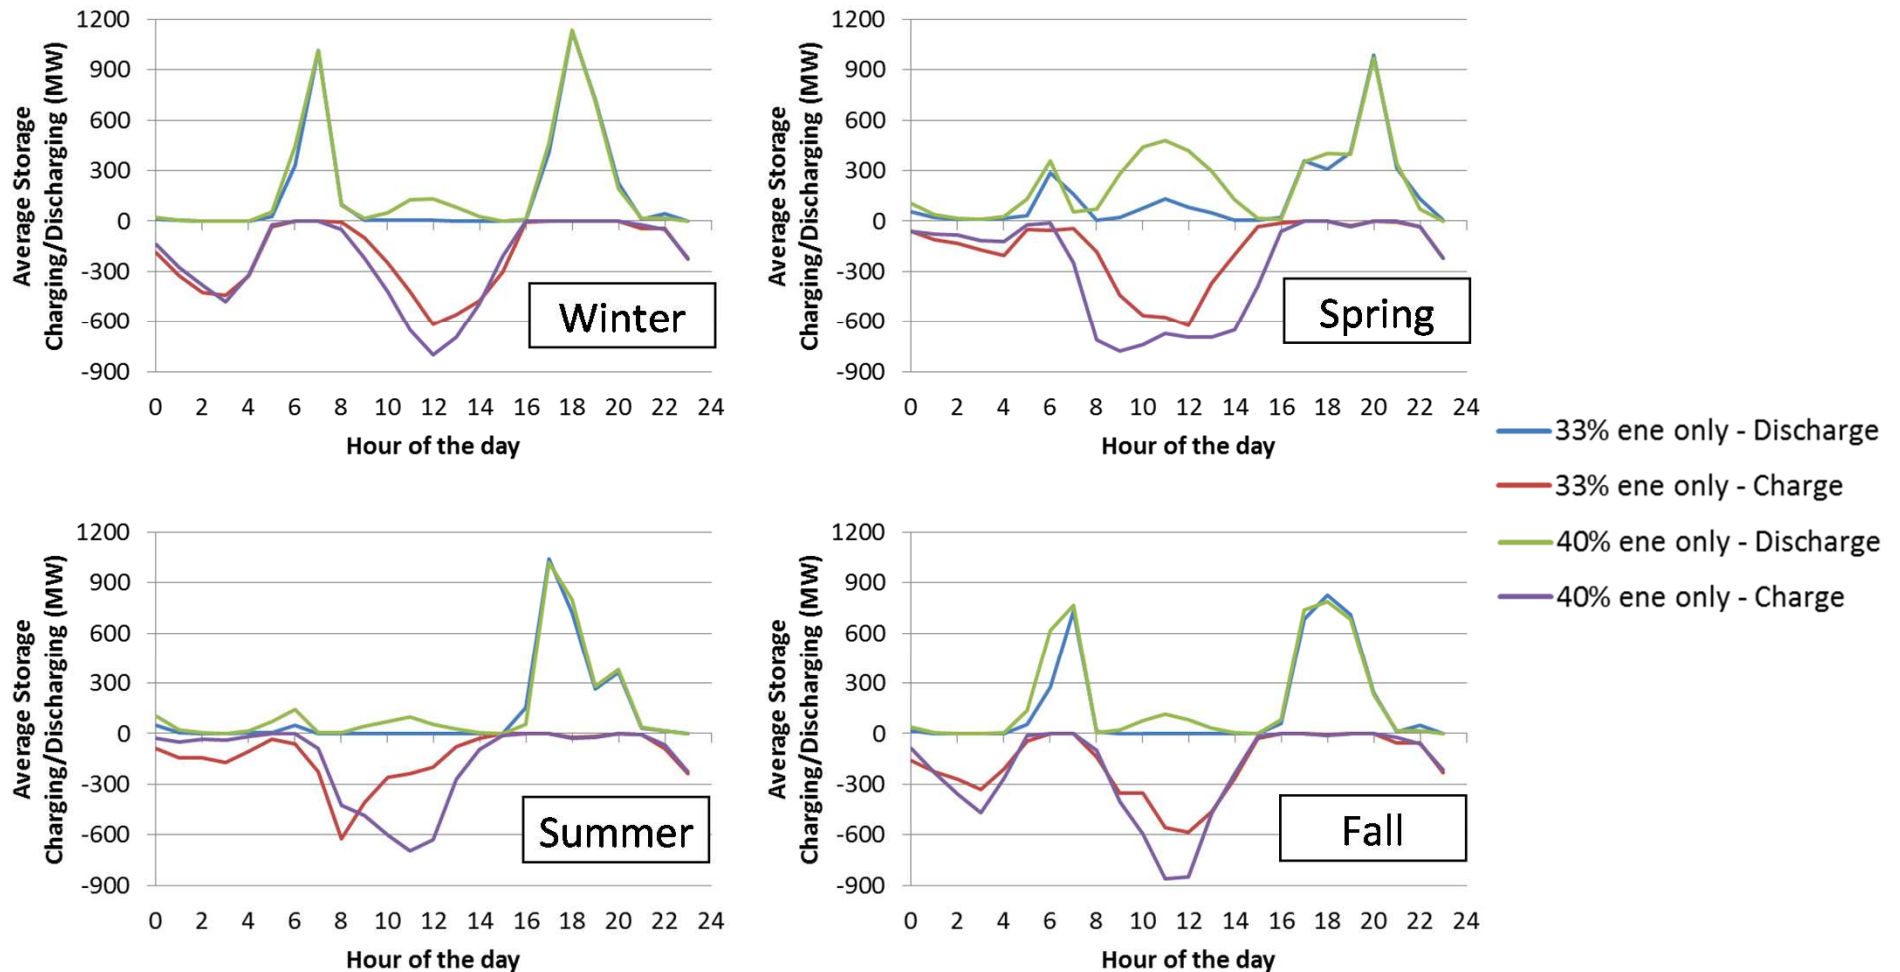 Average Storage
Charging/Discharging (MW)
1200
900
600
300
0
-300
-600
-900
0 2 4 6 8 10 12 14 16 18 20 22 24
Hour of the day
Winter
Average Storage
Charging/Discharging (MW)
1200
900
600
300
0
-300
-600
-900
0 2 4 6 8 10 12 14 16 18 20 22 24
Hour of the day
Spring
Average Storage
Charging/Discharging (MW)
1200
900
600
300
0
-300
-600
-900
0 2 4 6 8 10 12 14 16 18 20 22 24
Hour of the day
Summer
Average Storage
Charging/Discharging (MW)
1200
900
600
300
0
-300
-600
-900
0 2 4 6 8 10 12 14 16 18 20 22 24
Hour of the day
Fall
33% ene only - Discharge
33% ene only - Charge
40% ene only - Discharge
40% ene only - Charge